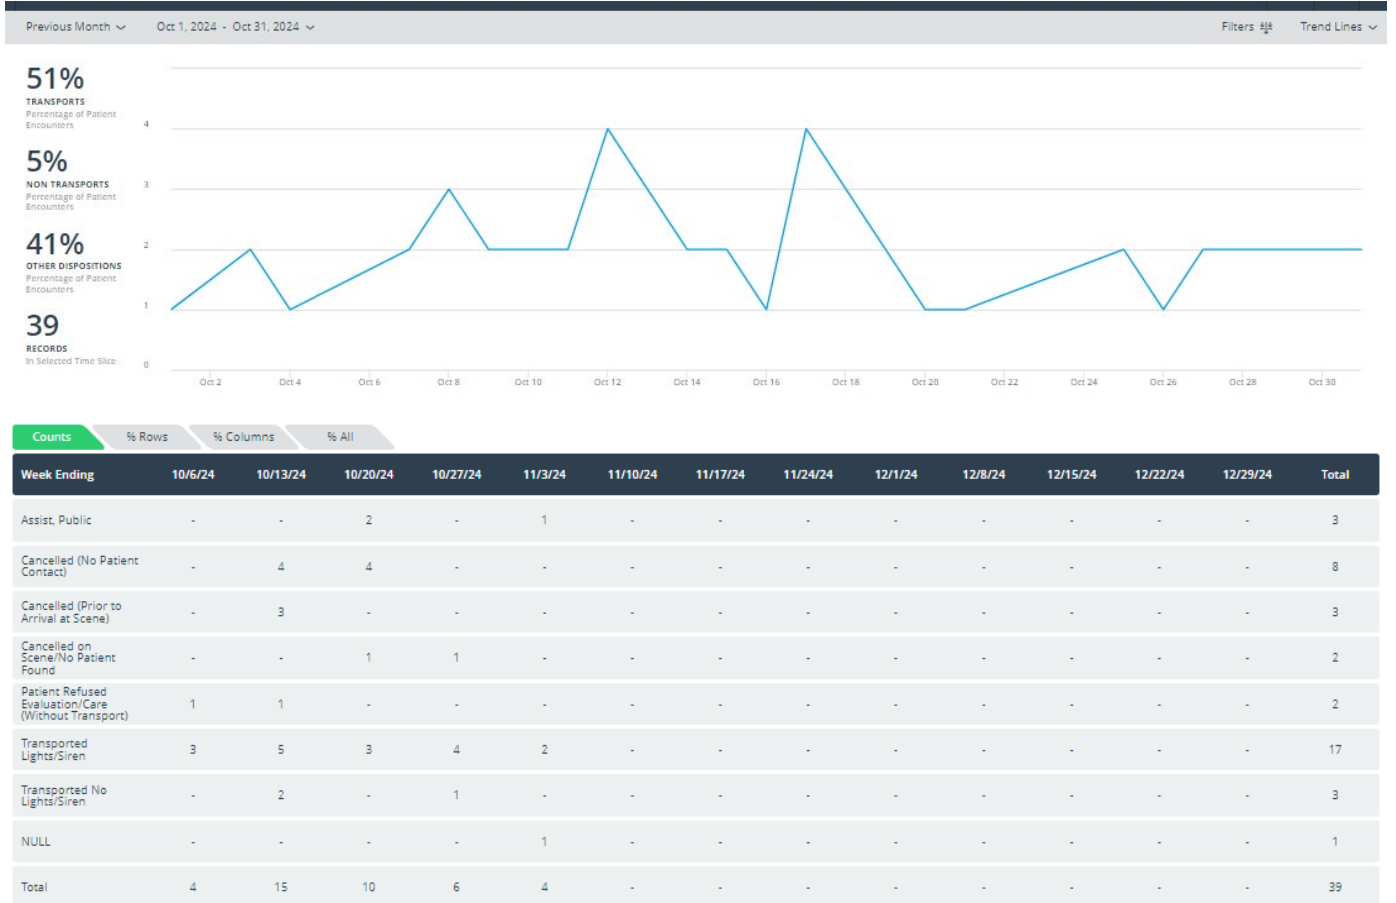 Previous Month
Oct 1, 2024 - Oct 31, 2024
Filters
Trend Lines
51%
TRANSPORTS
Percentage of Patient
Encounters
5%
NON TRANSPORTS
Percentage of Patient
Encounters
41%
OTHER DISPOSITIONS
Percentage of Patient
Encounters
39
RECORDS
In Selected Time Slice
4
3
2
1
0
Oct 2 Oct 4 Oct 6 Oct 8 Oct 10 Oct 12 Oct 14 Oct 16 Oct 18 Oct 20 Oct 22 Oct 24 Oct 26 Oct 28 Oct 30
Counts % Rows % Columns % All
Week Ending 10/6/24 10/13/24 10/20/24 10/27/24 11/3/24 11/10/24 11/17/24 11/24/24 12/1/24 12/8/24 12/15/24 12/22/24 12/29/24 Total
Assist, Public - - 2 - 1 - - - - - - - - 3
Cancelled (No Patient
Contact) - 4 4 - - - - - - - - - - 8
Cancelled (Prior to
Arrival at Scene) - 3 - - - - - - - - - - - 3
Cancelled on
Scene/No Patient
Found - - 1 1 - - - - - - - - - 2
Patient Refused
Evaluation/Care
(Without Transport) 1 1 - - - - - - - - - - - 2
Transported
Lights/Siren 3 5 3 4 2 - - - - - - - - 17
Transported No
Lights/Siren - 2 - 1 - - - - - - - - - 3
NULL - - - - 1 - - - - - - - - 1
Total 4 15 10 6 4 - - - - - - - - 39